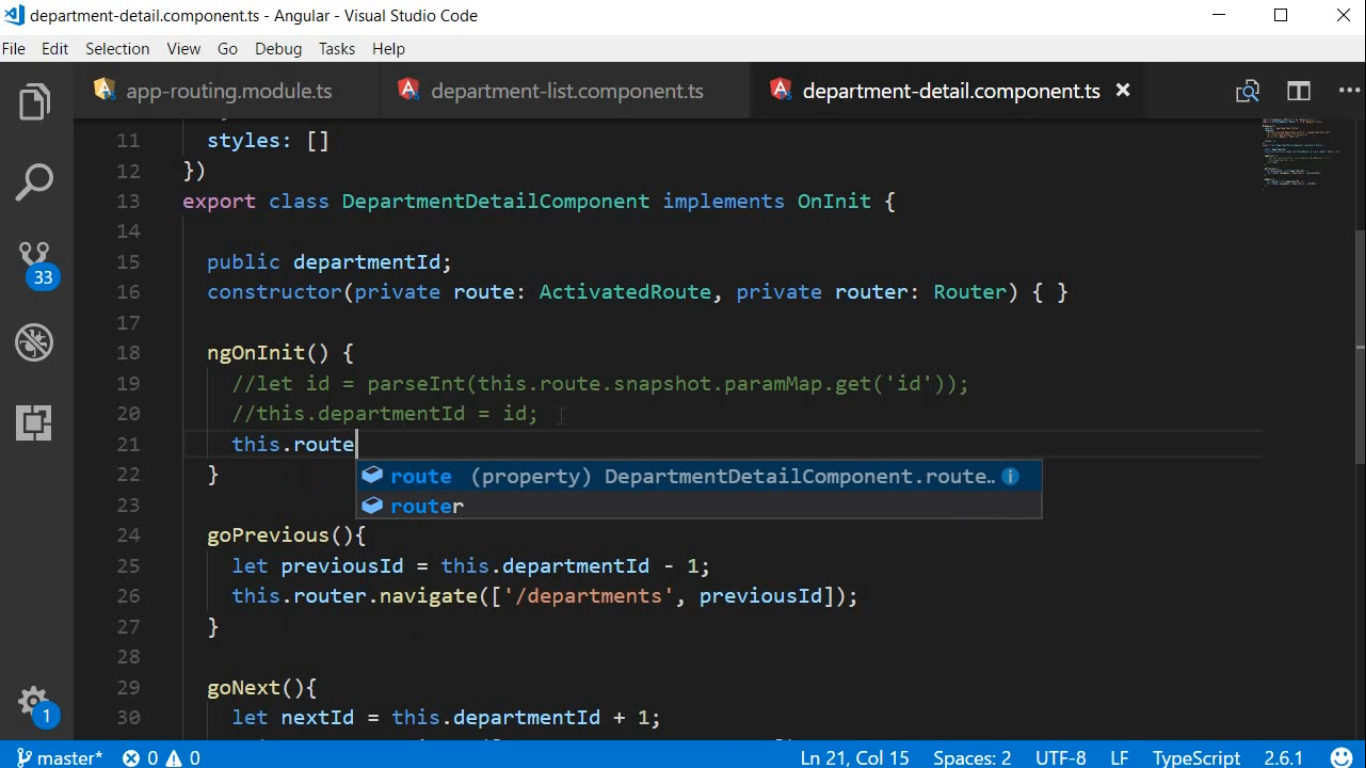 department-detail.component.ts - Angular - Visual Studio Code
File Edit Selection View Go Debug Tasks Help
app-routing.module.ts department-list.component.ts department-detail.component.ts
11 styles: []
12 })
13 export class DepartmentDetailComponent implements OnInit {
14
15 public departmentId;
16 constructor(private route: ActivatedRoute, private router: Router) { }
17
18 ngOnInit() {
19 //let id = parseInt(this.route.snapshot.paramMap.get('id'));
20 //this.departmentId = id;
21 this.route
22 }
route (property) DepartmentDetailComponent.route…
23
router
24 goPrevious(){
25 let previousId = this.departmentId - 1;
26 this.router.navigate(['/departments', previousId]);
27 }
28
29 goNext(){
30 let nextId = this.departmentId + 1;
33
1
master* 0 0 Ln 21, Col 15 Spaces: 2 UTF-8 LF TypeScript 2.6.1